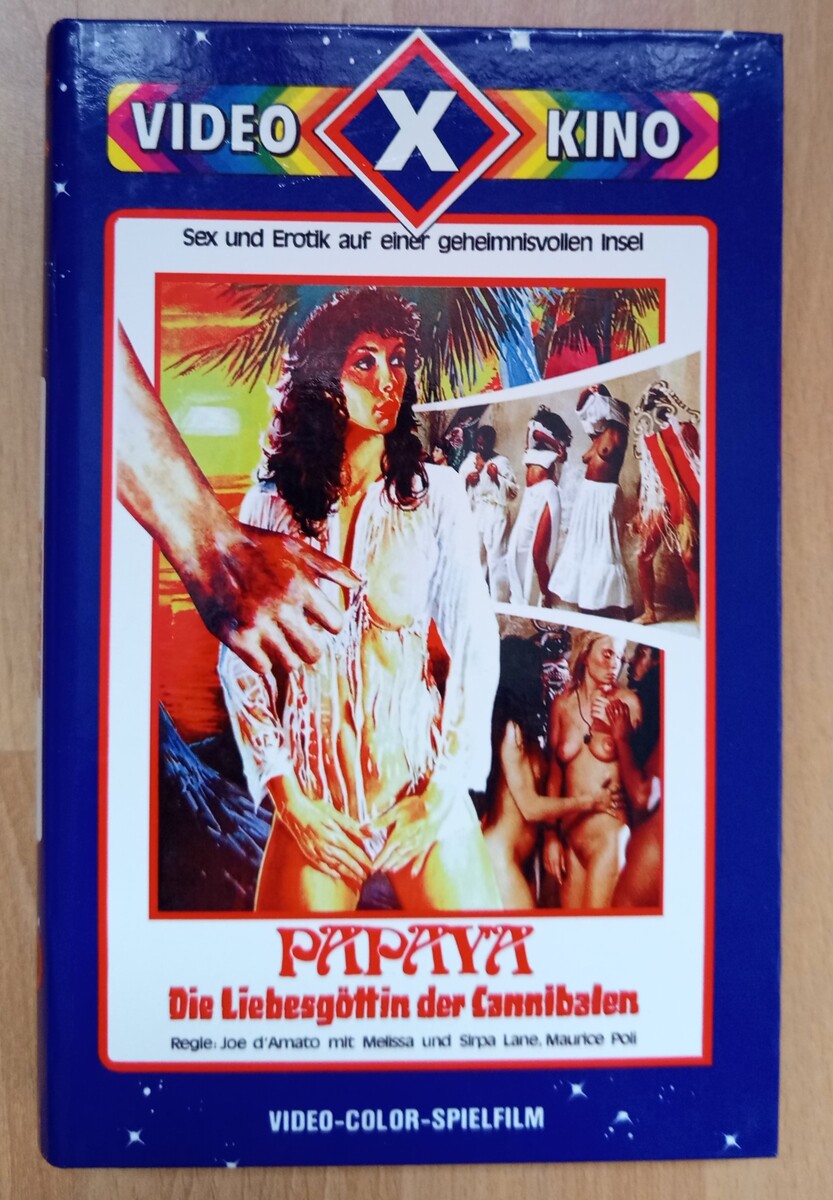 VIDEO X KINO
Sex und Erotik auf einer geheimnisvollen Insel
PAPAYA
Die Liebesgöttin der Cannibalen
Regie: Joe d'Amato mit Melissa und Sirpa Lane, Maurice Poli
VIDEO-COLOR-SPIELFILM